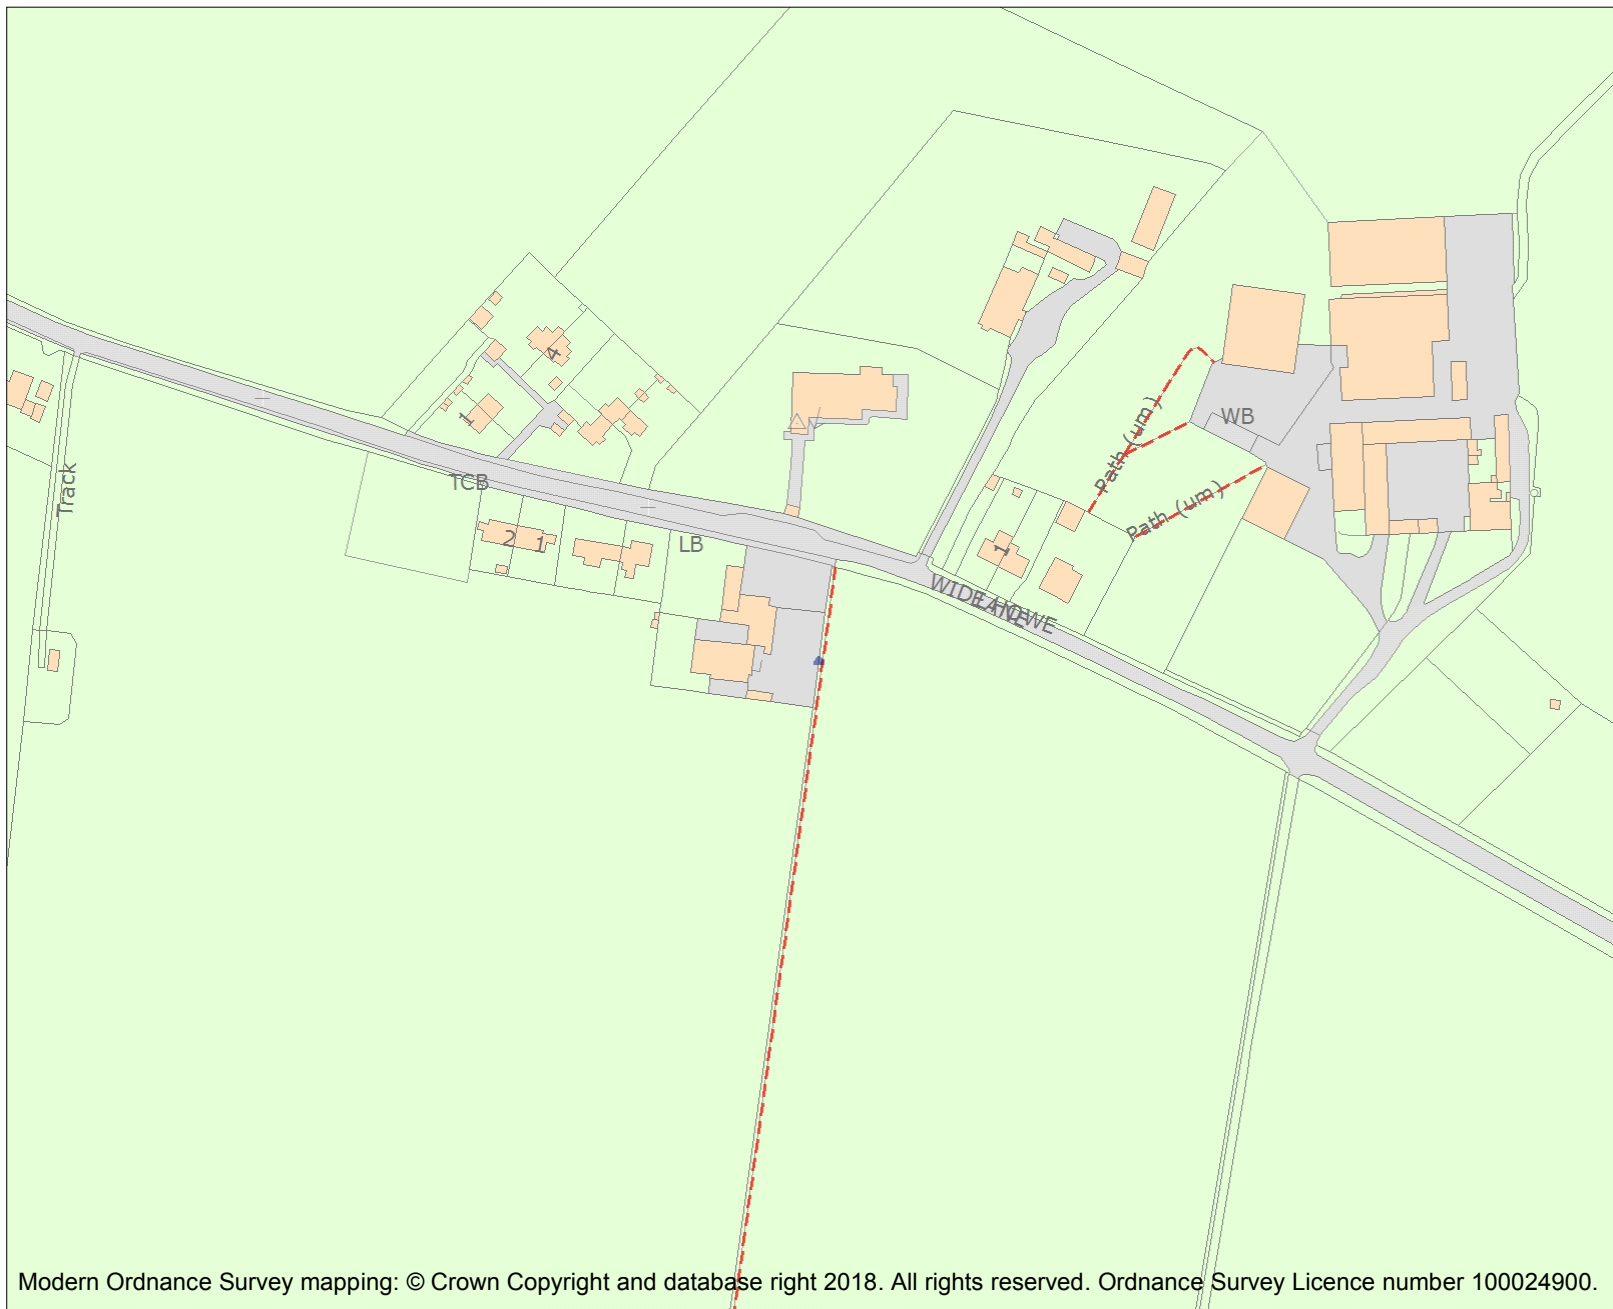 4
1
WB
Path (um)
Track
TCB
Path (um)
2 1
LB
1
Modern Ordnance Survey mapping: © Crown Copyright and database right 2018. All rights reserved. Ordnance Survey Licence number 100024900.